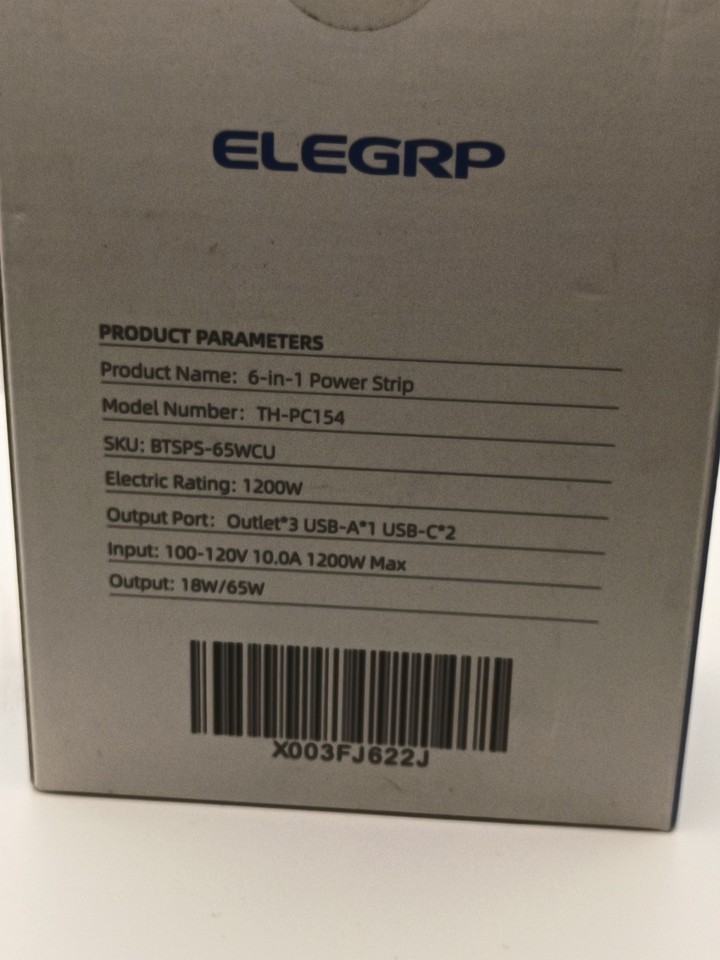 ELEGRP
PRODUCT PARAMETERS
Product Name: 6-in-1 Power Strip
Model Number: TH-PC154
SKU: BTSPS-65WCU
Electric Rating: 1200W
Output Port: Outlet*3 USB-A*1 USB-C*2
Input: 100-120V 10.0A 1200W Max
Output: 18W/65W
X003FJ622J